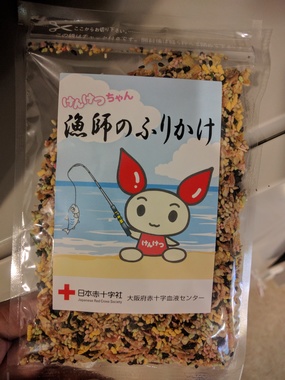 けんけつちゃん
漁師のふりかけ
けんけつ
日本赤十字社
Japanese Red Cross Society
大阪府赤十字血液センター